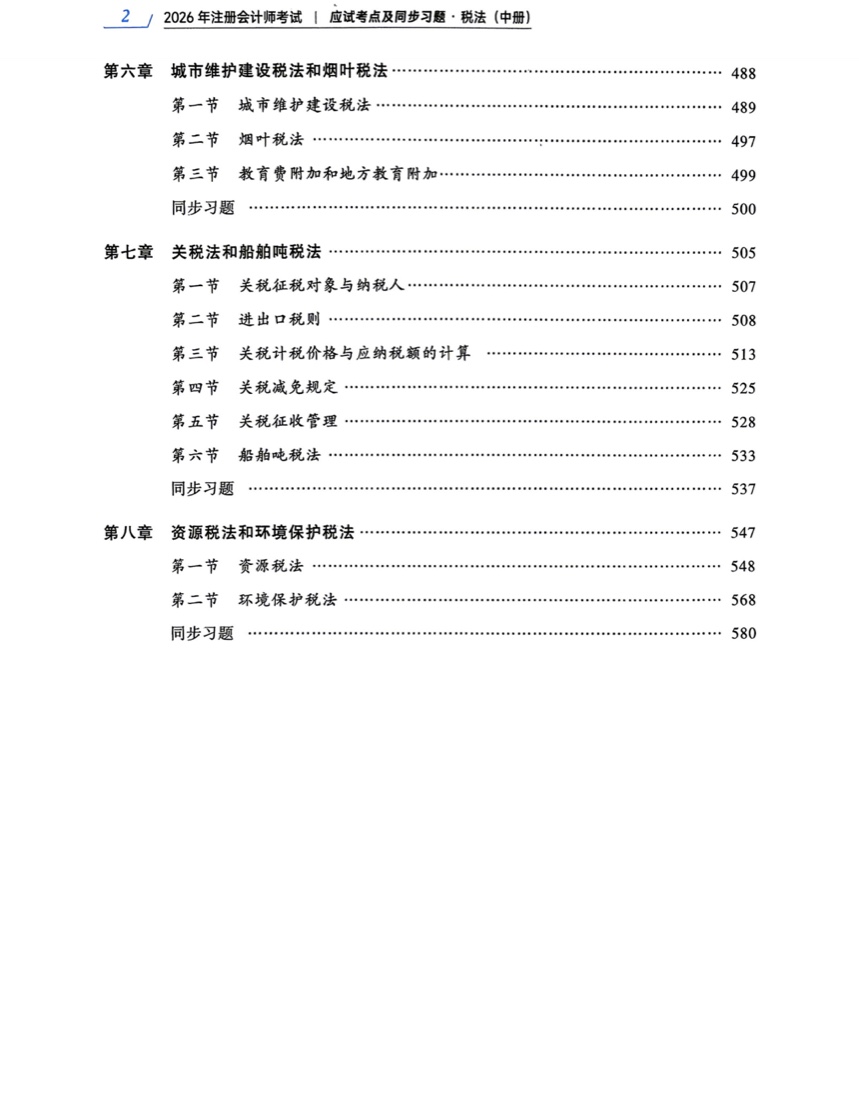 2 2026年注册会计师考试 | 应试考点及同步习题·税法（中册）
第六章 城市维护建设税法和烟叶税法 …… 488
第一节 城市维护建设税法 …… 489
第二节 烟叶税法 …… 497
第三节 教育费附加和地方教育附加 …… 499
同步习题 …… 500
第七章 关税法和船舶吨税法 …… 505
第一节 关税征税对象与纳税人 …… 507
第二节 进出口税则 …… 508
第三节 关税计税价格与应纳税额的计算 …… 513
第四节 关税减免规定 …… 525
第五节 关税征收管理 …… 528
第六节 船舶吨税法 …… 533
同步习题 …… 537
第八章 资源税法和环境保护税法 …… 547
第一节 资源税法 …… 548
第二节 环境保护税法 …… 568
同步习题 …… 580